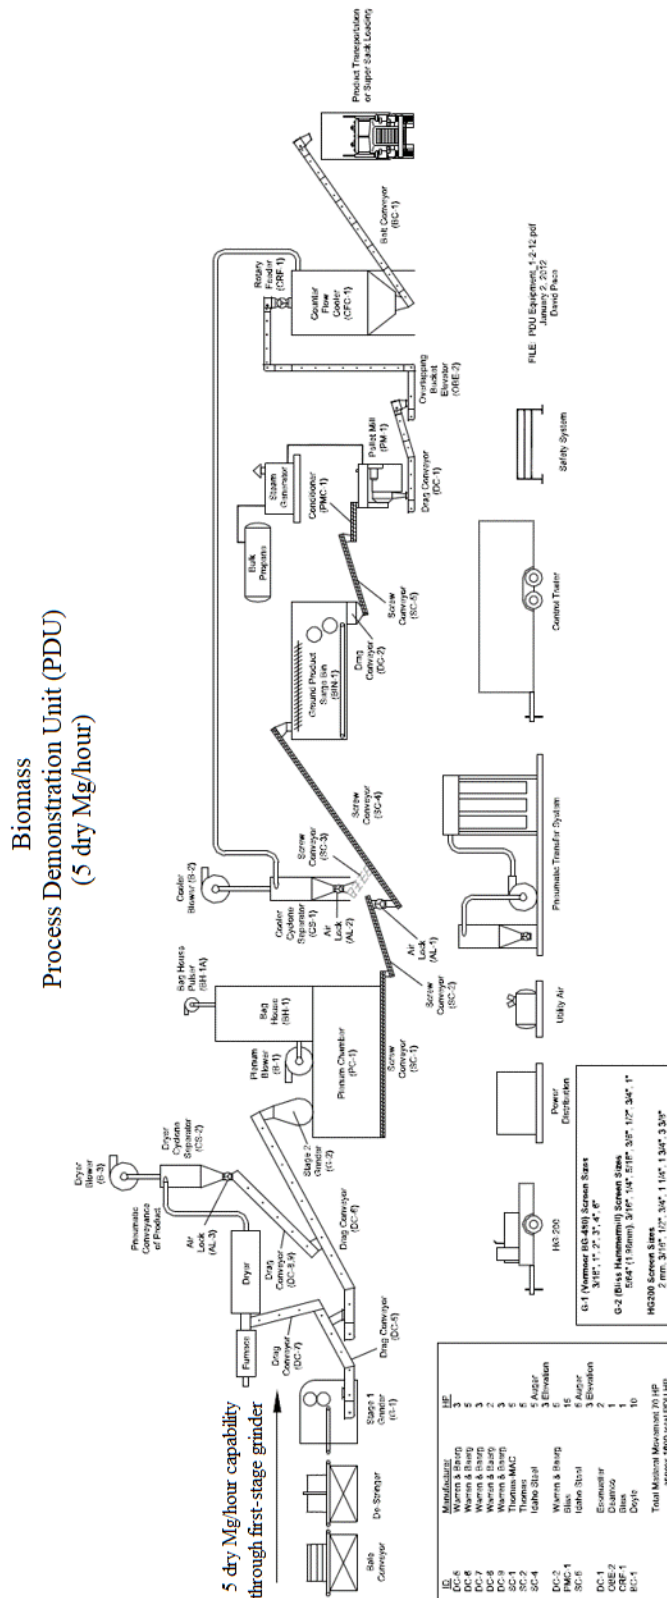 Biomass
Process Demonstration Unit (PDU)
(5 dry Mg/hour)
5 dry Mg/hour capability
through first-stage grinder
Bale
Conveyor
De-Stringer
Stage 1
Grinder
(G-1)
Drag Conveyor
(DC-5)
Furnace
Dryer
Drag
Conveyor
(DC-7)
Pneumatic
Conveyance
of Product
Dryer
Blower
(B-3)
Dryer
Cyclone
Separator
(CS-2)
Air
Lock
(AL-3)
Drag
Conveyor
(DC-8,9)
Drag Conveyor
(DC-6)
Stage 2
Grinder
(G-2)
Plenum
Blower
(B-1)
Bag House
Pulser
(BH-1A)
Bag
House
(BH-1)
Plenum Chamber
(PC-1)
Screw
Conveyor
(SC-1)
Screw
Conveyor
(SC-2)
Air
Lock
(AL-1)
Cooler
Blower (B-2)
Cooler
Cyclone
Separator
(CS-1)
Air
Lock
(AL-2)
Screw
Conveyor
(SC-3)
Screw
Conveyor
(SC-4)
Ground Product
Surge Bin
(BIN-1)
Drag
Conveyor
(DC-2)
Screw
Conveyor
(SC-5)
Bulk
Propane
Steam
Generator
Conditioner
(PMC-1)
Pellet Mill
(PM-1)
Drag Conveyor
(DC-1)
Overlapping
Bucket
Elevator
(OBE-2)
Rotary
Feeder
(CRF-1)
Counter
Flow
Cooler
(CFC-1)
Belt Conveyor
(BC-1)
Product Transportation
or Super Sack Loading
HG 200
Power
Distribution
Utility Air
Pneumatic Transfer System
Control Trailer
Safety System
FILE: PDU Equipment_1-2-12.pdf
January 2, 2012
David Pace
ID Manufacturer HP
DC-5 Warren & Baerg 3
DC-6 Warren & Baerg 5
DC-7 Warren & Baerg 3
DC-8 Warren & Baerg 2
DC-9 Warren & Baerg 3
SC-1 Thomas-MAC 5
SC-2 Thomas 5
SC-4 Idaho Steel 5 Auger
3 Elevation
DC-2 Warren & Baerg 5
PMC-1 Bliss 15
SC-5 Idaho Steel 5 Auger
3 Elevation
DC-1 2
OBE-2 1
CRF-1 Bliss 1
BC-1 Doyle 10
Total Material Movement 70 HP
G-1 (Vermeer BG-480) Screen Sizes
3/16", 1", 2", 3", 4", 6"
G-2 (Bliss Hammermill) Screen Sizes
5/64" (1.98mm), 3/16", 1/4", 5/16", 3/8", 1/2", 3/4", 1"
HG200 Screen Sizes
2 mm, 3/16", 1/2", 3/4", 1 1/4", 1 3/4", 3 3/8"